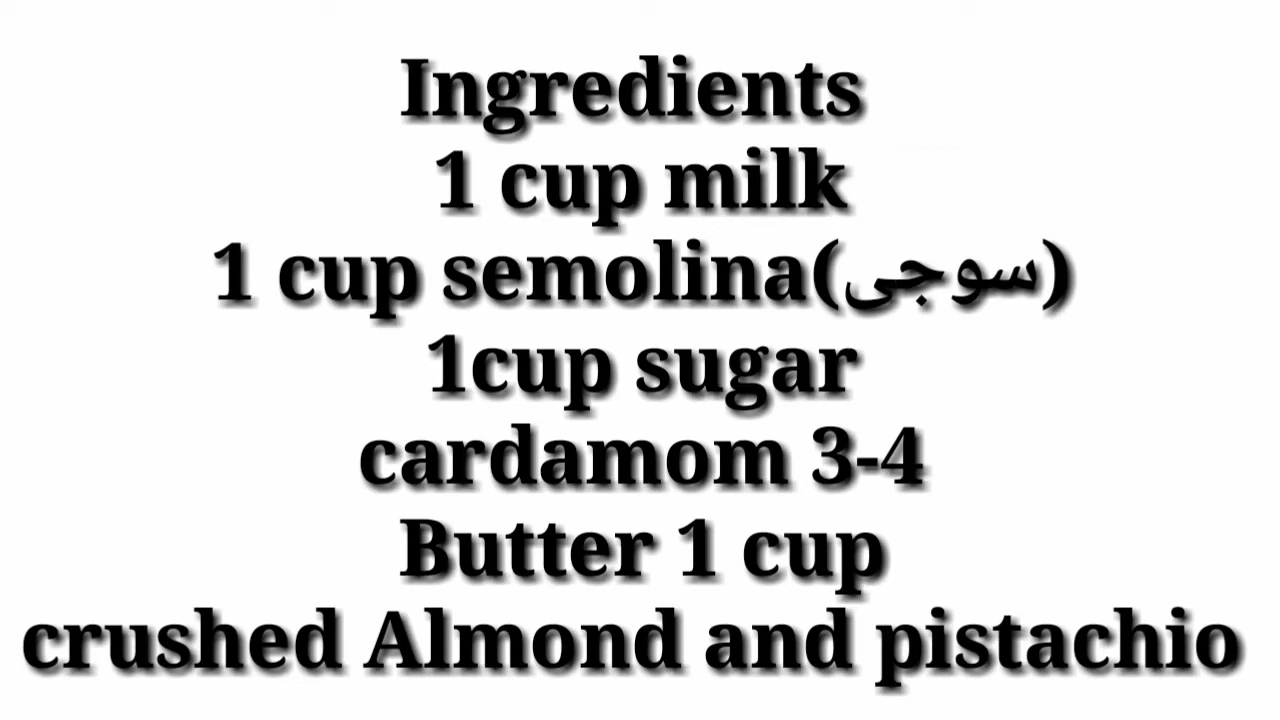 Ingredients
1 cup milk
1 cup semolina(سوجی)
1cup sugar
cardamom 3-4
Butter 1 cup
crushed Almond and pistachio